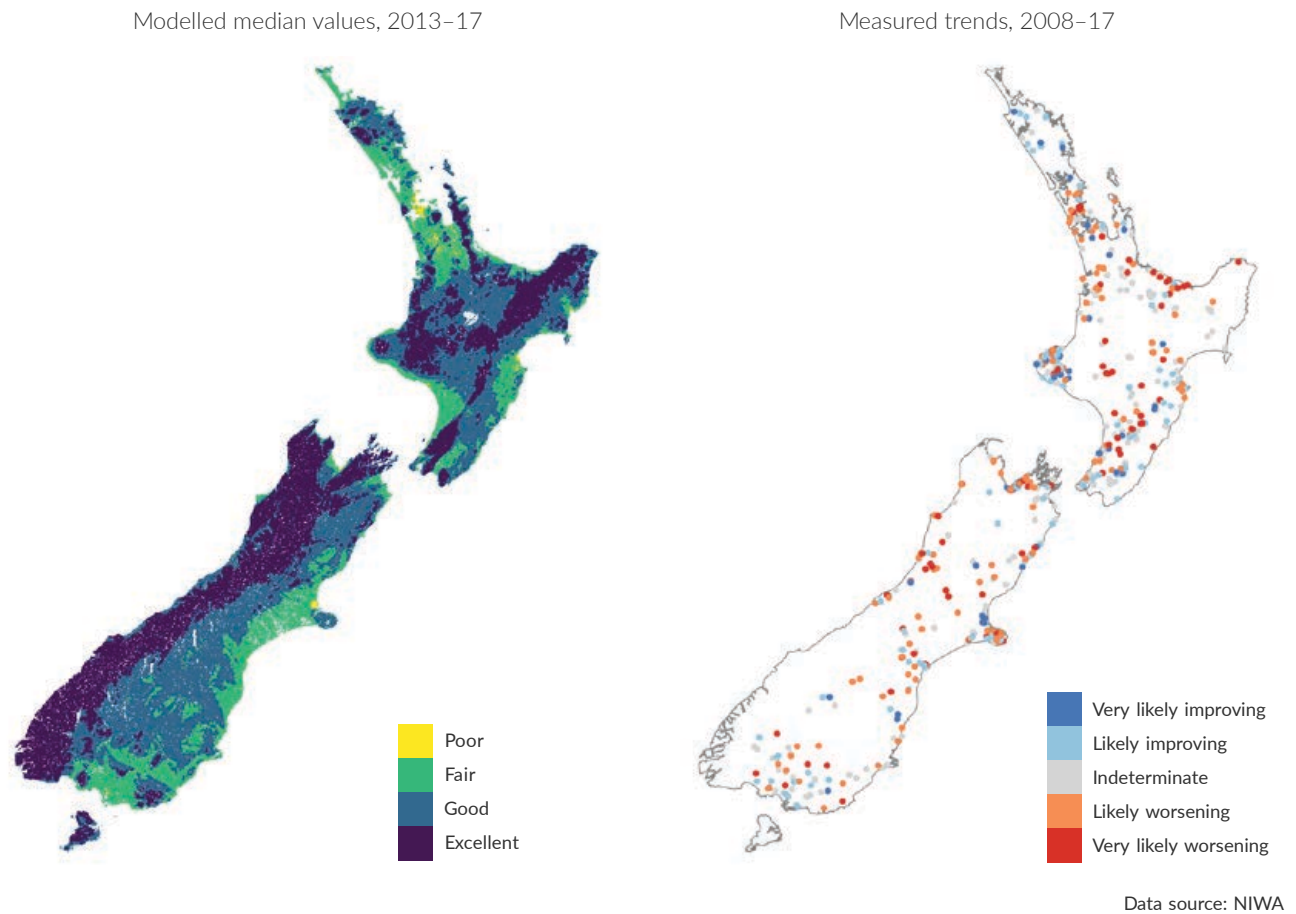 Modelled median values, 2013–17
Measured trends, 2008–17
Poor
Fair
Good
Excellent
Very likely improving
Likely improving
Indeterminate
Likely worsening
Very likely worsening
Data source: NIWA